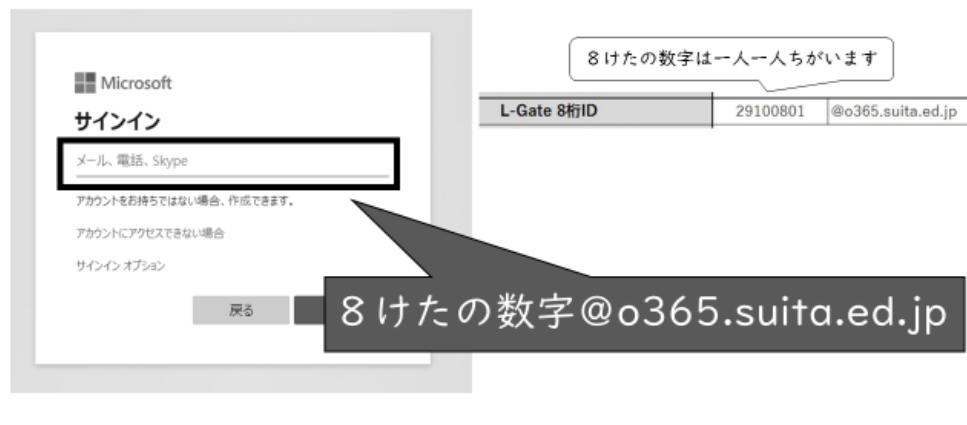 Microsoft
サインイン
メール、電話、Skype
アカウントをお持ちではない場合、作成できます。
アカウントにアクセスできない場合
サインイン オプション
戻る
8けたの数字は一人一人ちがいます
L-Gate 8桁ID 29100801 @o365.suita.ed.jp
8けたの数字@o365.suita.ed.jp